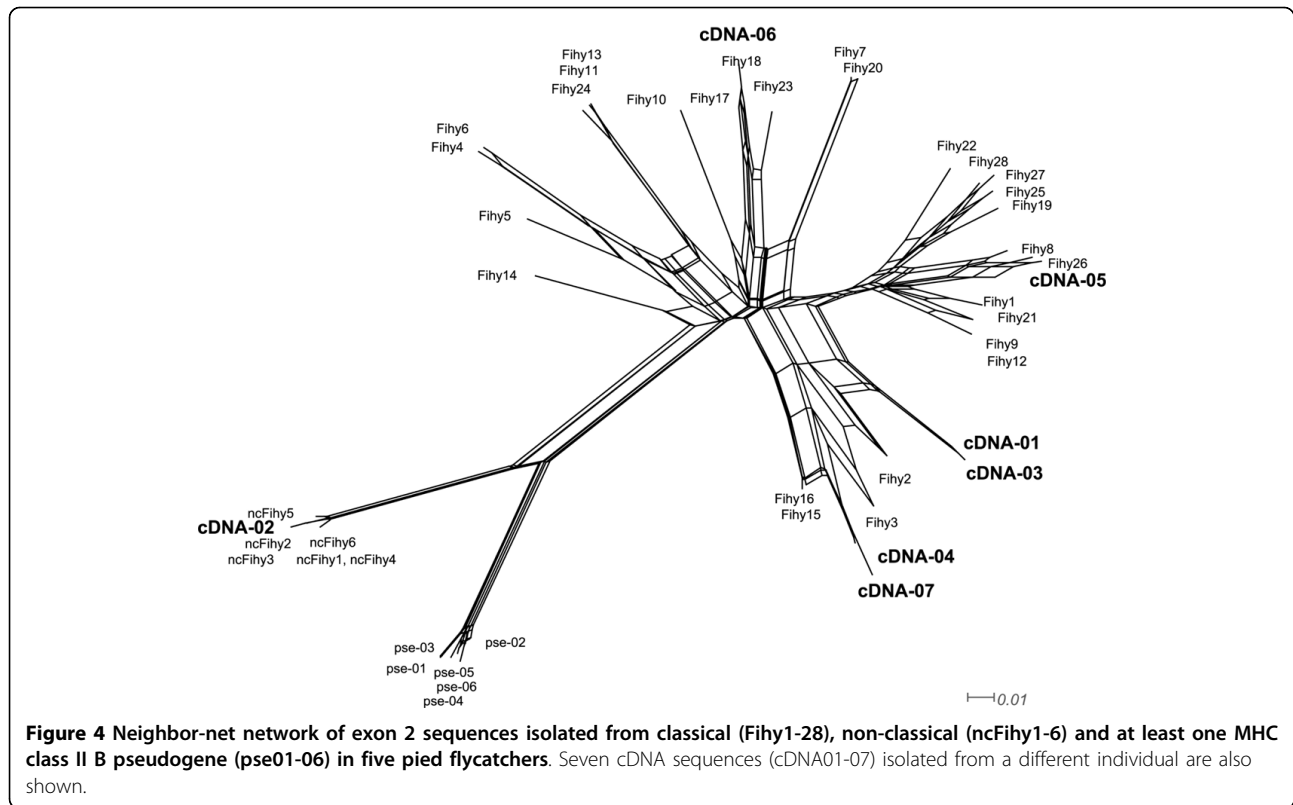 cDNA-06
Fihy13
Fihy11
Fihy24
Fihy10
Fihy17
Fihy18
Fihy23
Fihy7
Fihy20
Fihy6
Fihy4
Fihy5
Fihy14
Fihy22
Fihy28
Fihy27
Fihy25
Fihy19
Fihy8
Fihy26
cDNA-05
Fihy1
Fihy21
Fihy9
Fihy12
cDNA-01
cDNA-03
Fihy2
Fihy16
Fihy15
Fihy3
cDNA-04
cDNA-07
ncFihy5
cDNA-02
ncFihy2
ncFihy6
ncFihy3
ncFihy1, ncFihy4
pse-03
pse-02
pse-01
pse-05
pse-06
pse-04
0.01
Figure 4 Neighbor-net network of exon 2 sequences isolated from classical (Fihy1-28), non-classical (ncFihy1-6) and at least one MHC
class II B pseudogene (pse01-06) in five pied flycatchers. Seven cDNA sequences (cDNA01-07) isolated from a different individual are also
shown.